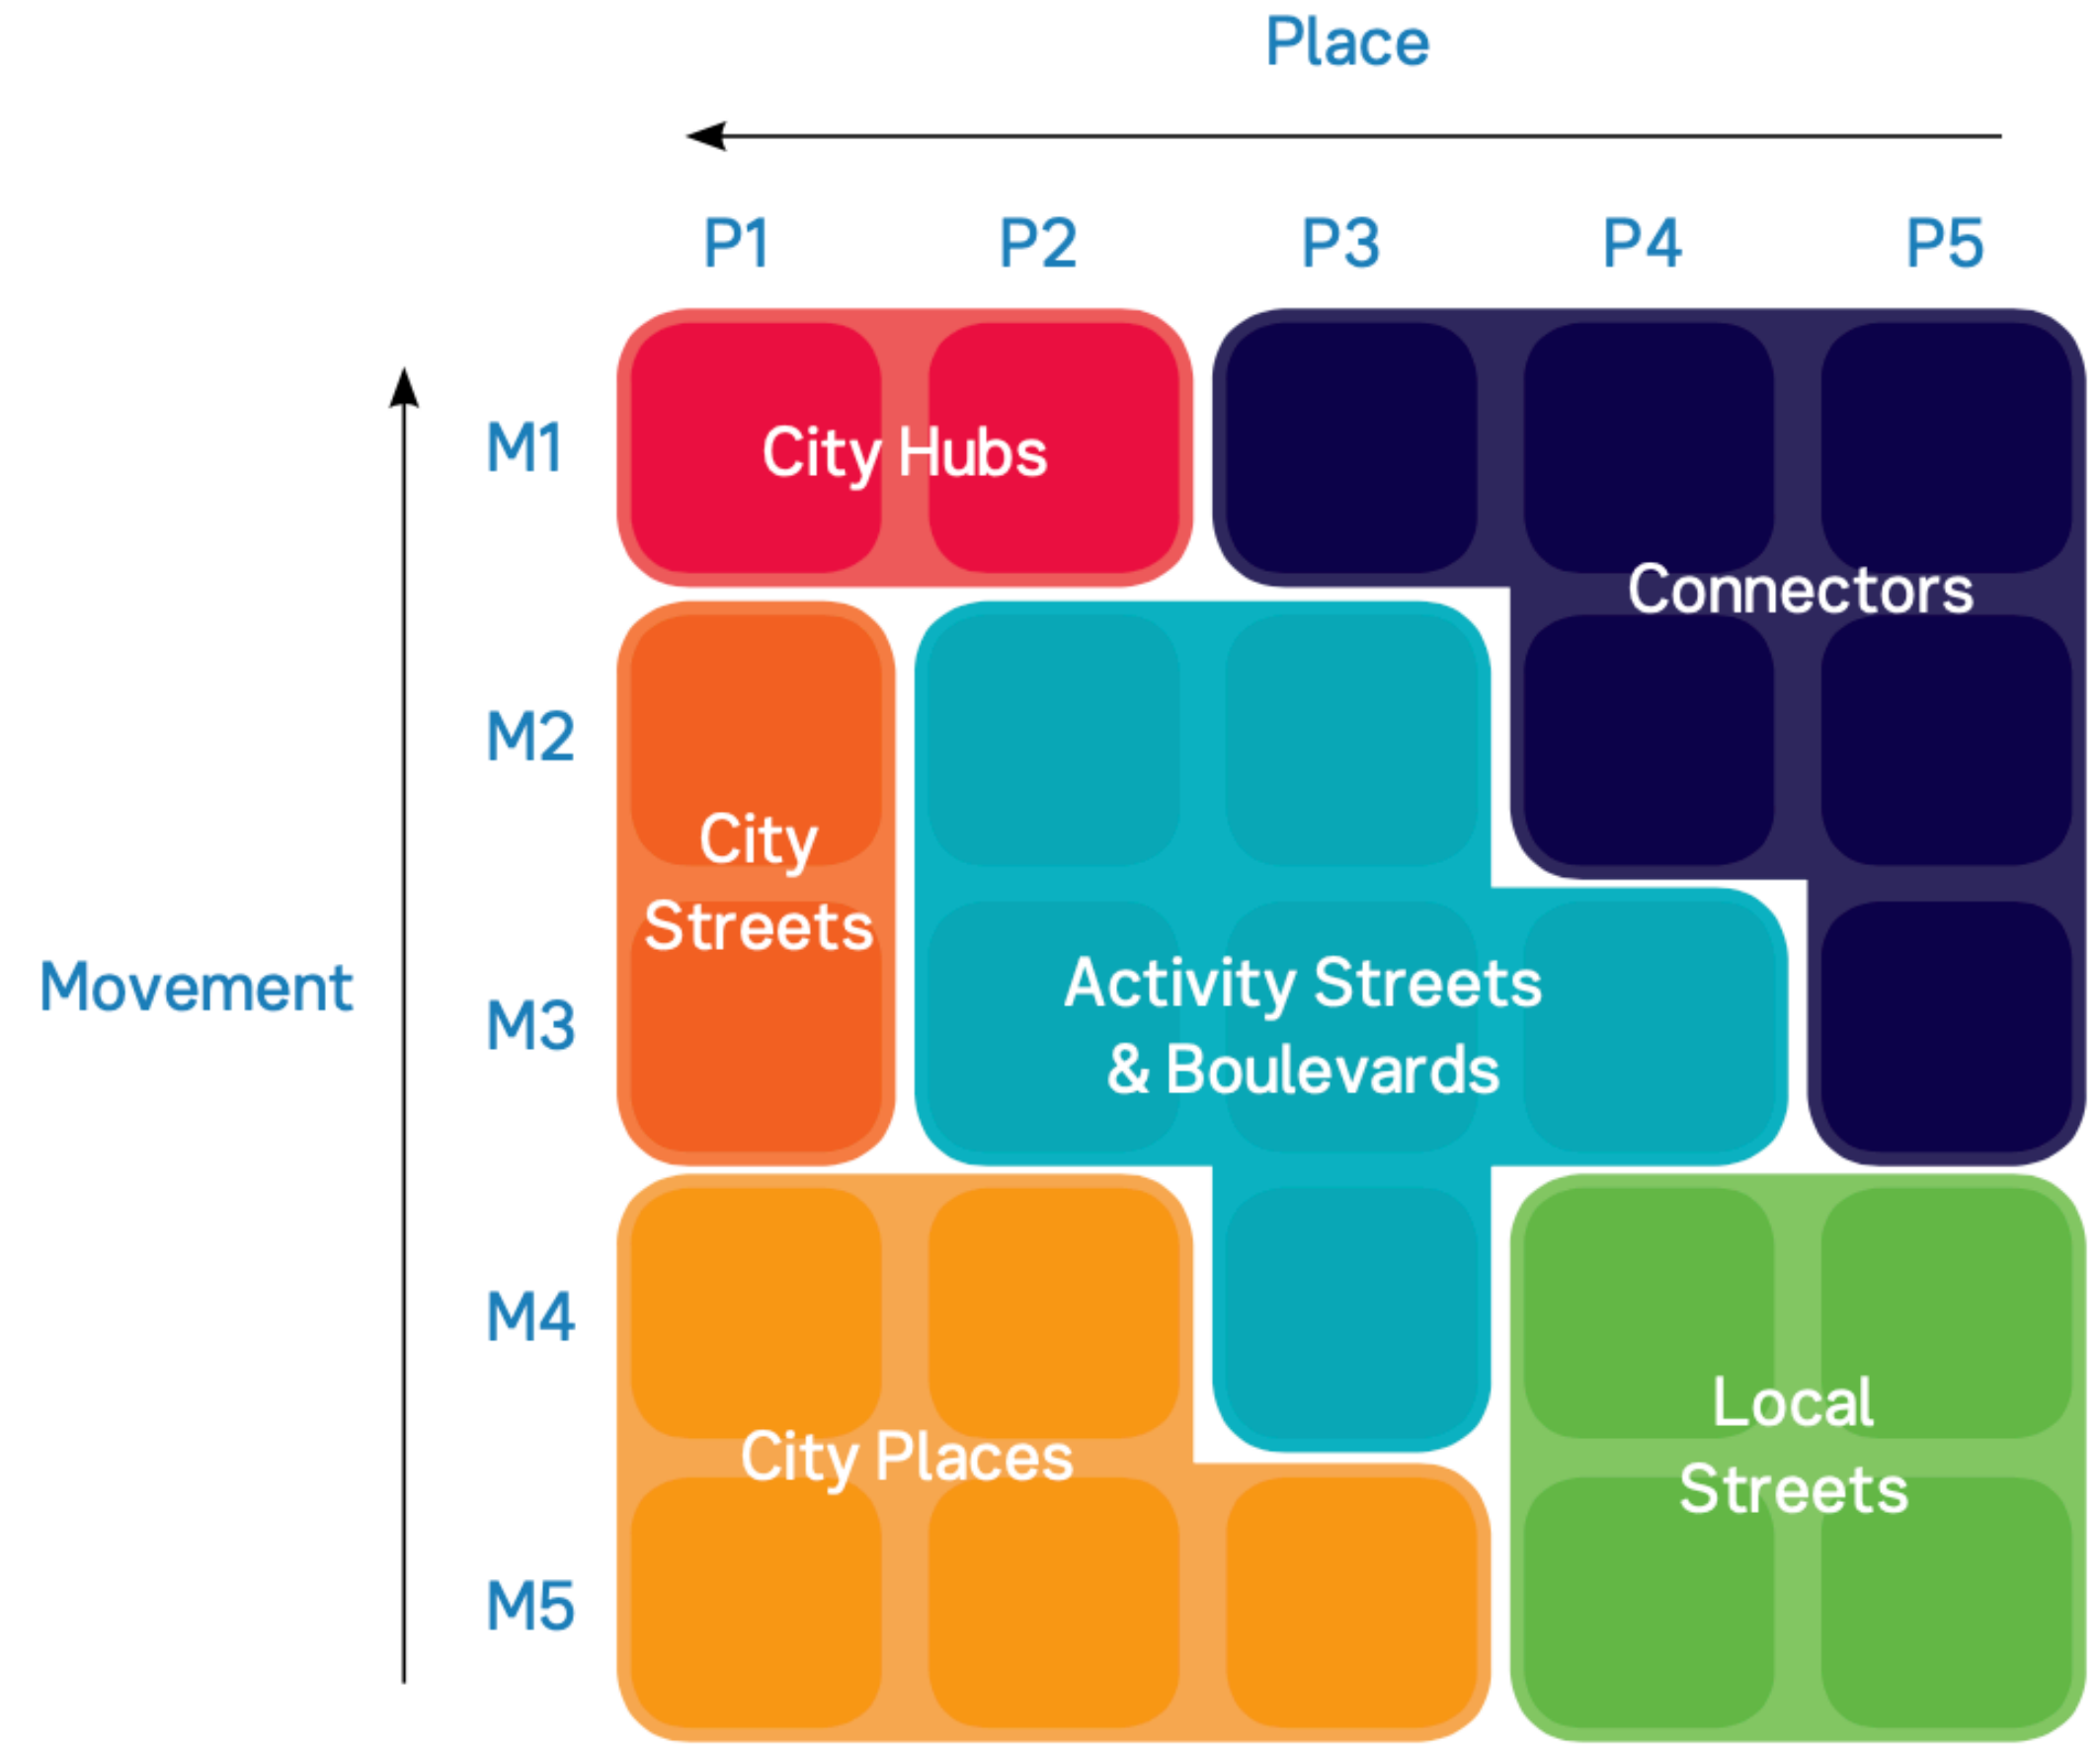 Place
P1 P2 P3 P4 P5
M1
City Hubs
Connectors
M2
City
Streets
Movement
M3
Activity Streets
& Boulevards
M4
Local
Streets
City Places
M5